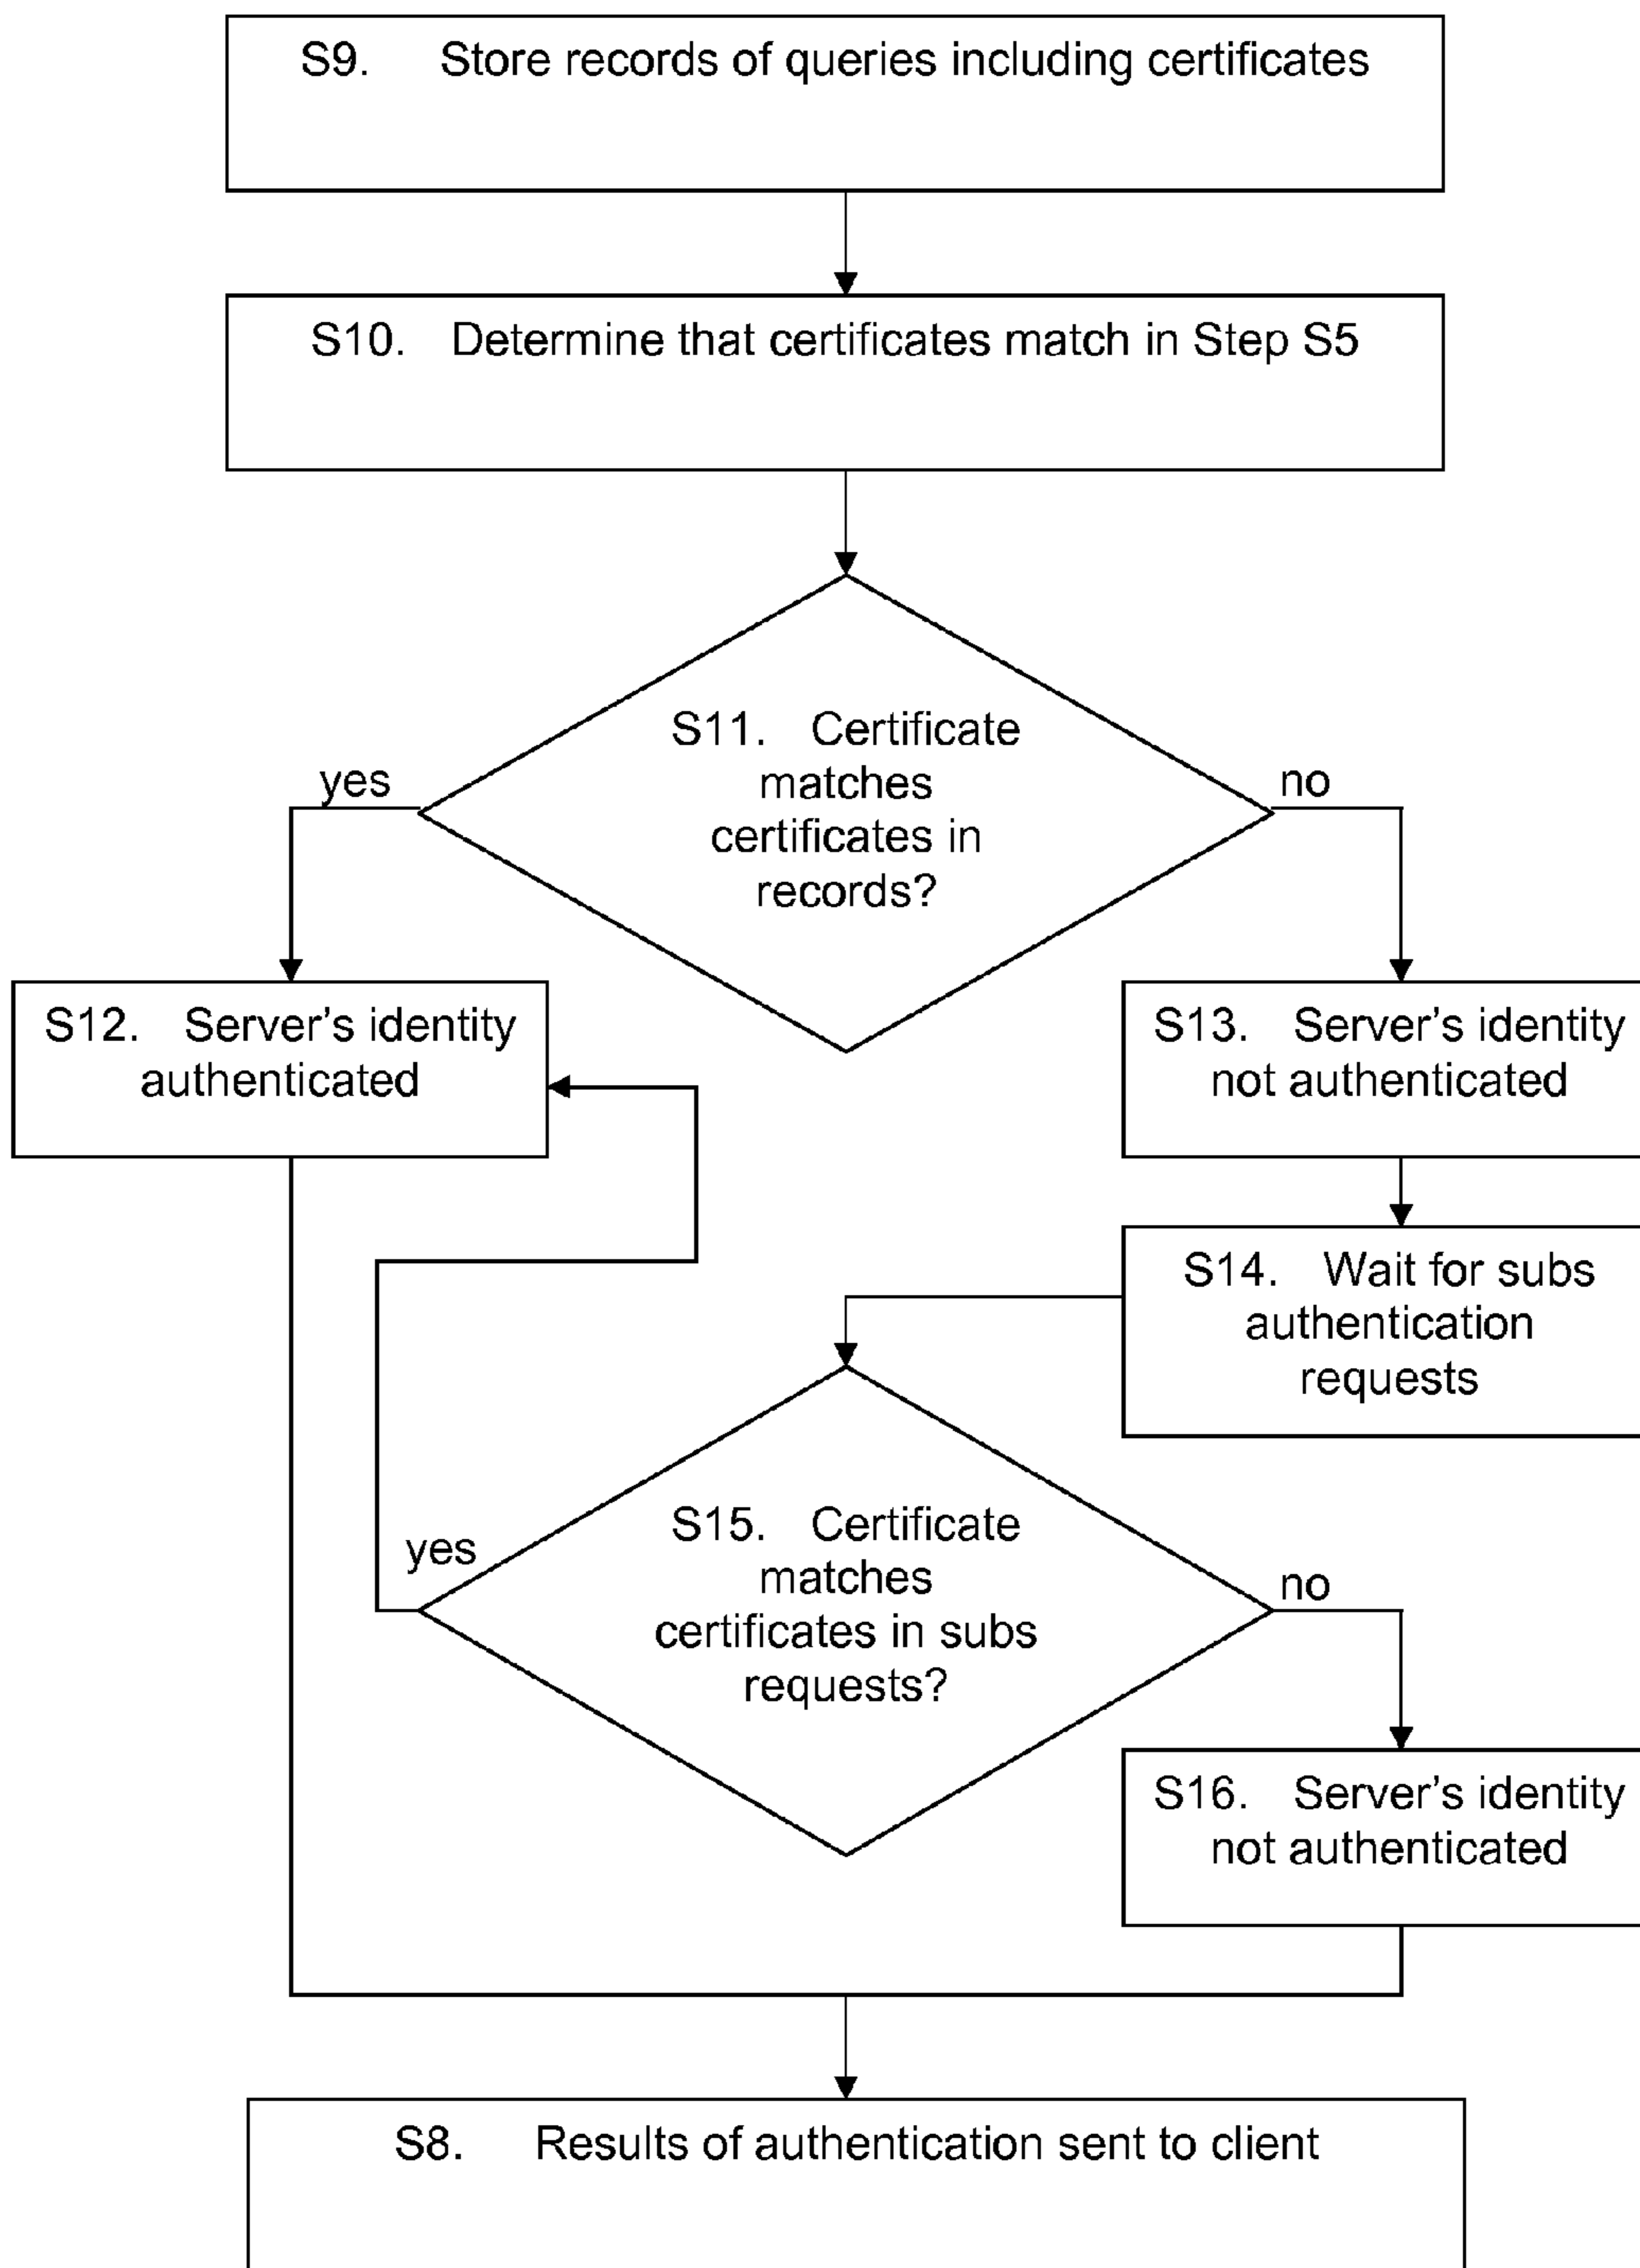 S9. Store records of queries including certificates
S10. Determine that certificates match in Step S5
S11. Certificate
matches
certificates in
records?
yes
no
S12. Server's identity
authenticated
S13. Server's identity
not authenticated
S14. Wait for subs
authentication
requests
S15. Certificate
matches
certificates in subs
requests?
yes
no
S16. Server's identity
not authenticated
S8. Results of authentication sent to client